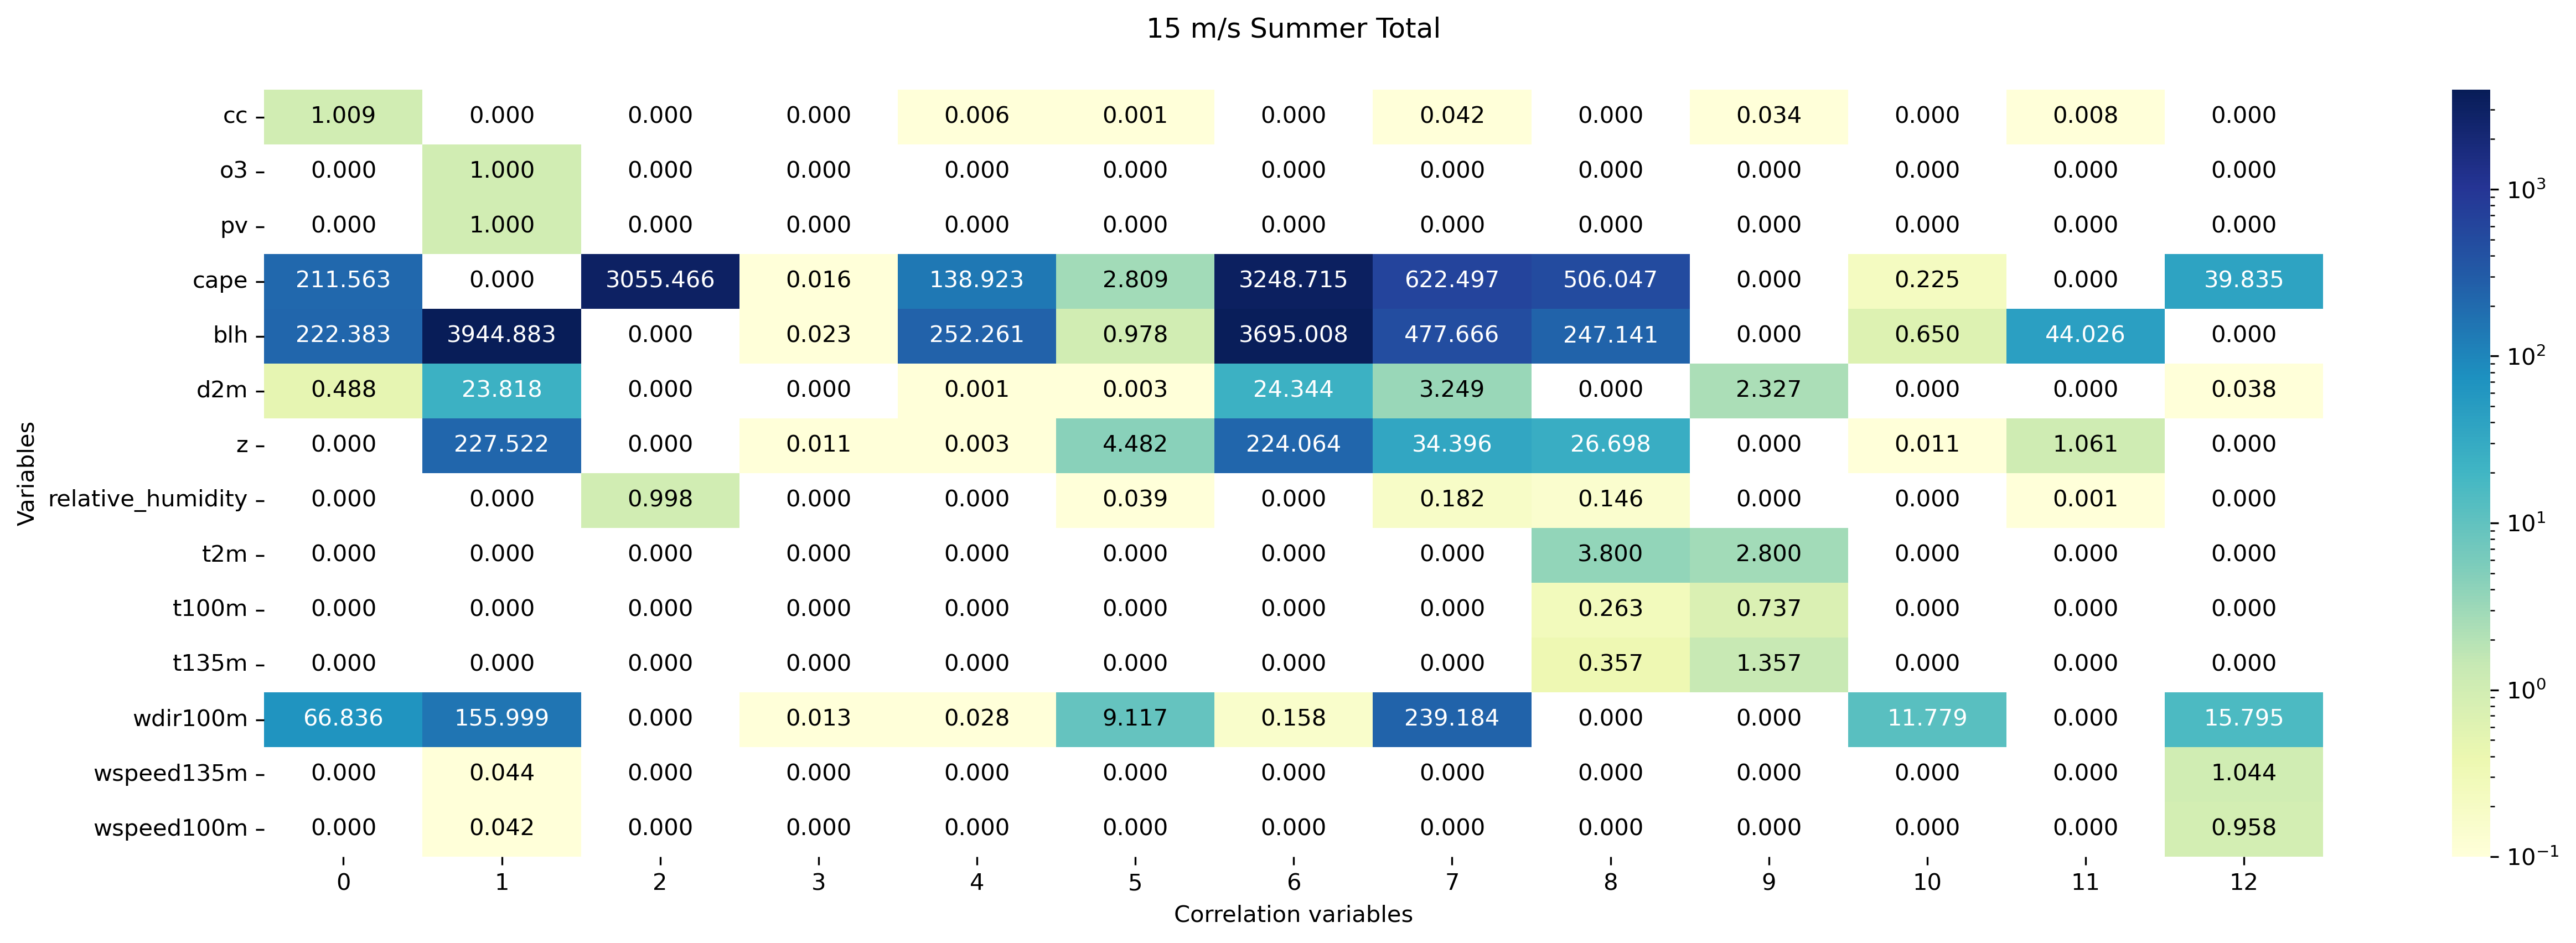 15 m/s Summer Total
cc 1.009 0.000 0.000 0.000 0.006 0.001 0.000 0.042 0.000 0.034 0.000 0.008 0.000
o3 0.000 1.000 0.000 0.000 0.000 0.000 0.000 0.000 0.000 0.000 0.000 0.000 0.000
pv 0.000 1.000 0.000 0.000 0.000 0.000 0.000 0.000 0.000 0.000 0.000 0.000 0.000
cape 211.563 0.000 3055.466 0.016 138.923 2.809 3248.715 622.497 506.047 0.000 0.225 0.000 39.835
blh 222.383 3944.883 0.000 0.023 252.261 0.978 3695.008 477.666 247.141 0.000 0.650 44.026 0.000
d2m 0.488 23.818 0.000 0.000 0.001 0.003 24.344 3.249 0.000 2.327 0.000 0.000 0.038
z 0.000 227.522 0.000 0.011 0.003 4.482 224.064 34.396 26.698 0.000 0.011 1.061 0.000
relative_humidity 0.000 0.000 0.998 0.000 0.000 0.039 0.000 0.182 0.146 0.000 0.000 0.001 0.000
t2m 0.000 0.000 0.000 0.000 0.000 0.000 0.000 0.000 3.800 2.800 0.000 0.000 0.000
t100m 0.000 0.000 0.000 0.000 0.000 0.000 0.000 0.000 0.263 0.737 0.000 0.000 0.000
t135m 0.000 0.000 0.000 0.000 0.000 0.000 0.000 0.000 0.357 1.357 0.000 0.000 0.000
wdir100m 66.836 155.999 0.000 0.013 0.028 9.117 0.158 239.184 0.000 0.000 11.779 0.000 15.795
wspeed135m 0.000 0.044 0.000 0.000 0.000 0.000 0.000 0.000 0.000 0.000 0.000 0.000 1.044
wspeed100m 0.000 0.042 0.000 0.000 0.000 0.000 0.000 0.000 0.000 0.000 0.000 0.000 0.958
0 1 2 3 4 5 6 7 8 9 10 11 12
Correlation variables
Variables
10³
10²
10¹
10⁰
10⁻¹